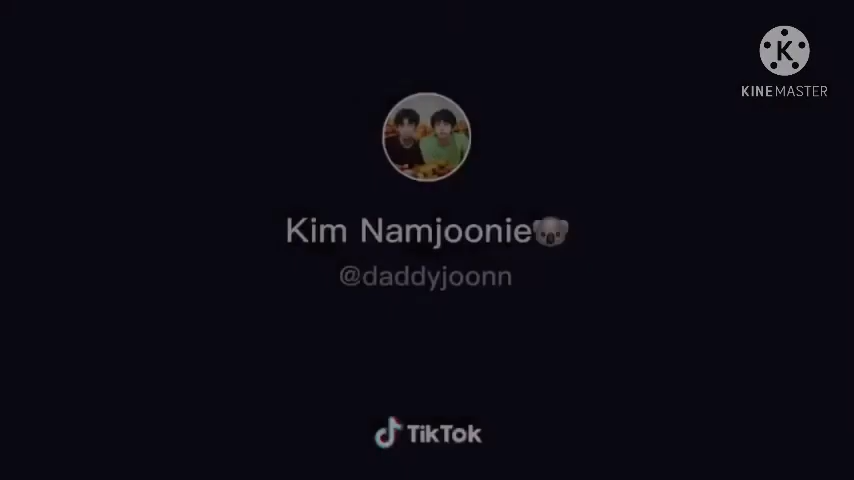 K
KINEMASTER
Kim Namjoonie🐨
@daddyjoonn
TikTok